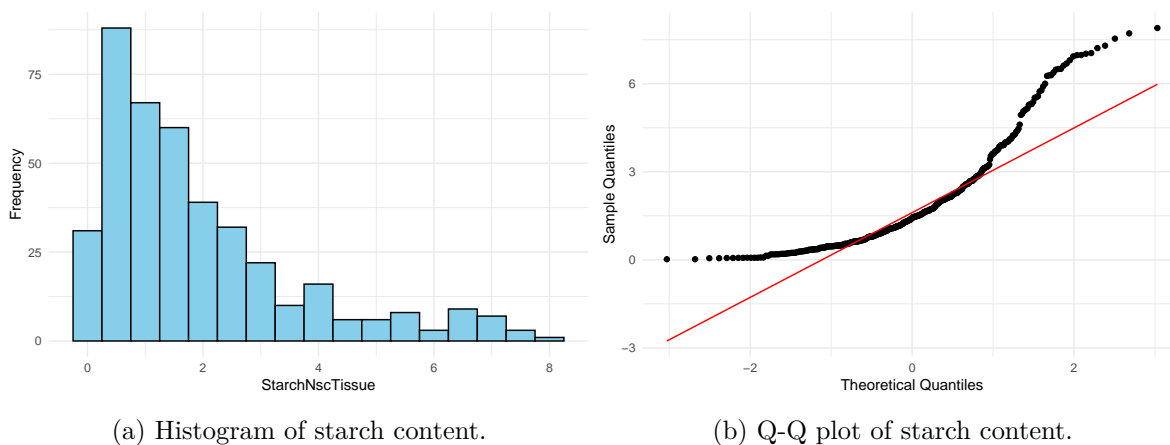 75
50
25
0
Frequency
0 2 4 6 8
StarchNscTissue
(a) Histogram of starch content.
6
3
0
−3
Sample Quantiles
−2 0 2
Theoretical Quantiles
(b) Q-Q plot of starch content.